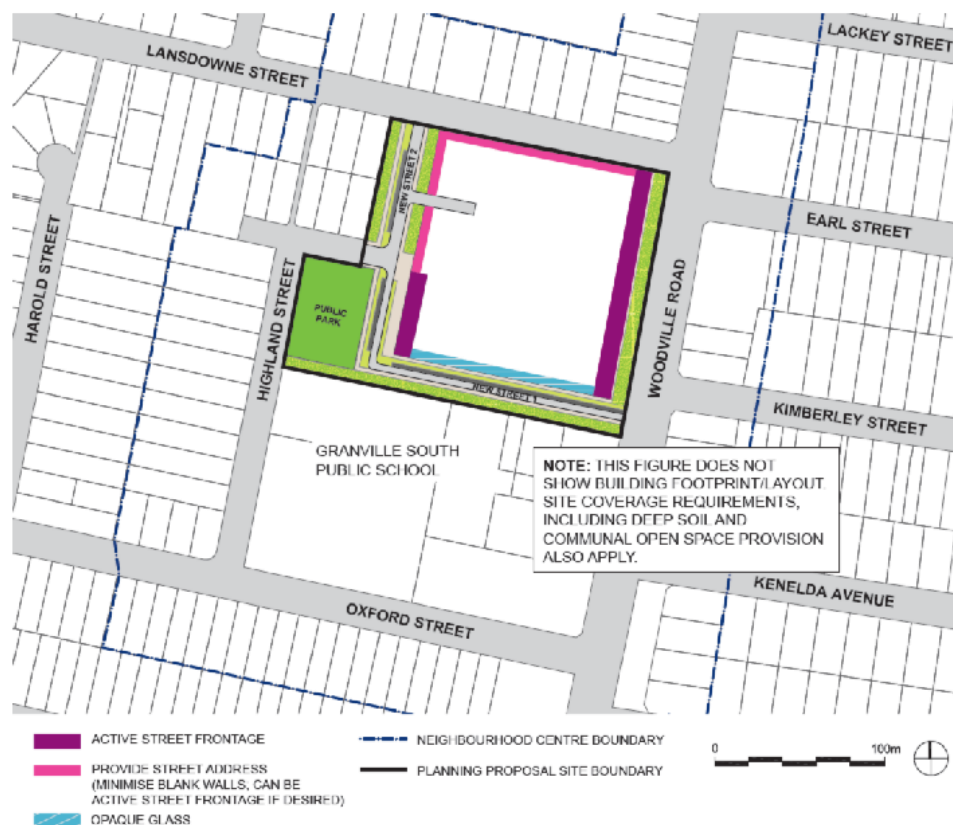 LACKEY STREET
LANSDOWNE STREET
NEW STREET 2
EARL STREET
HAROLD STREET
HIGHLAND STREET
PUBLIC
PARK
WOODVILLE ROAD
NEW STREET 1
KIMBERLEY STREET
GRANVILLE SOUTH
PUBLIC SCHOOL
NOTE: THIS FIGURE DOES NOT
SHOW BUILDING FOOTPRINT/LAYOUT.
SITE COVERAGE REQUIREMENTS,
INCLUDING DEEP SOIL AND
COMMUNAL OPEN SPACE PROVISION
ALSO APPLY.
KENELDA AVENUE
OXFORD STREET
ACTIVE STREET FRONTAGE
PROVIDE STREET ADDRESS
(MINIMISE BLANK WALLS; CAN BE
ACTIVE STREET FRONTAGE IF DESIRED)
OPAQUE GLASS
NEIGHBOURHOOD CENTRE BOUNDARY
PLANNING PROPOSAL SITE BOUNDARY
0 100m